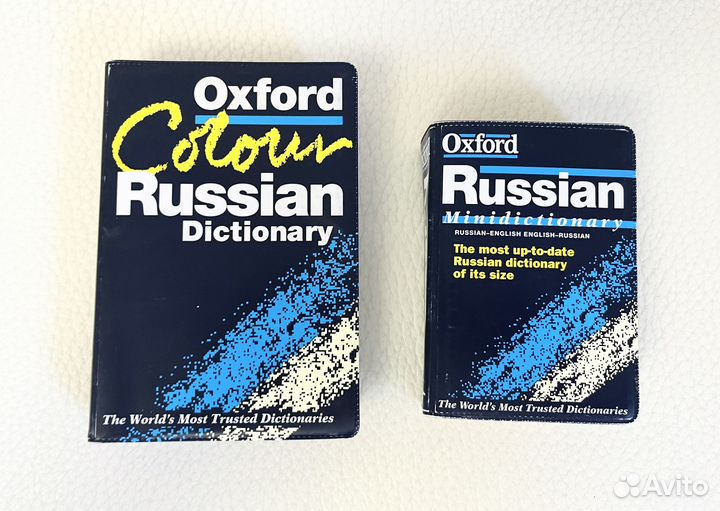 Oxford
Colour
Russian
Dictionary
The World's Most Trusted Dictionaries
Oxford
Russian
Minidictionary
RUSSIAN–ENGLISH ENGLISH–RUSSIAN
The most up-to-date
Russian dictionary
of its size
The World's Most Trusted Dictionaries
Avito